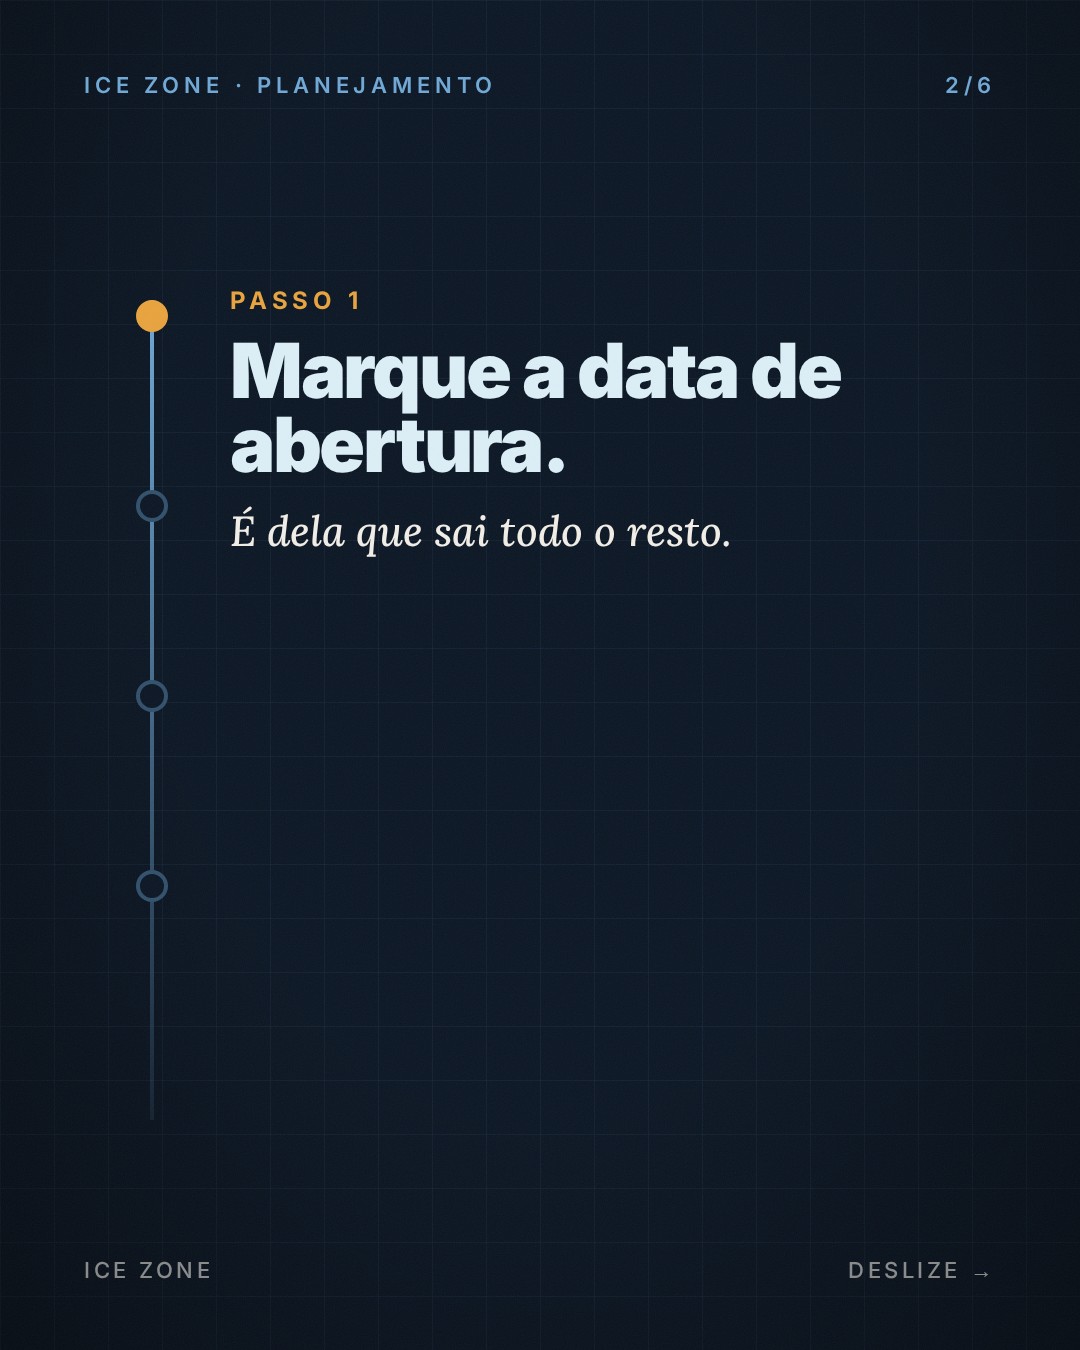 ICE ZONE · PLANEJAMENTO
2/6
PASSO 1
Marque a data de
abertura.
É dela que sai todo o resto.
ICE ZONE
DESLIZE →